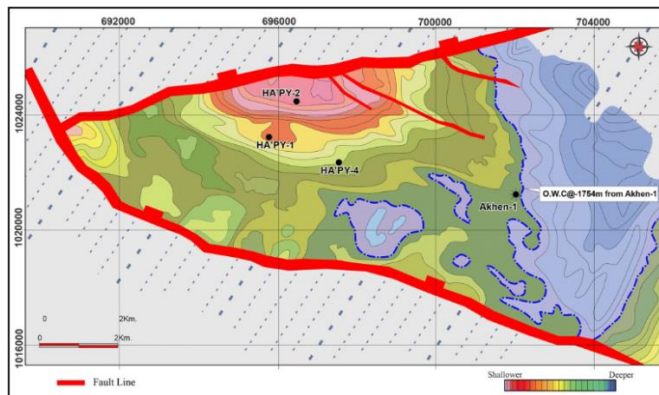 692000 696000 700000 704000
1024000
1020000
1016000
HA'PY-2
HA'PY-1
HA'PY-4
Akhen-1
O.W.C@-1754m from Akhen-1
0. 2Km.
0 2Km.
Fault Line
Shallower Deeper